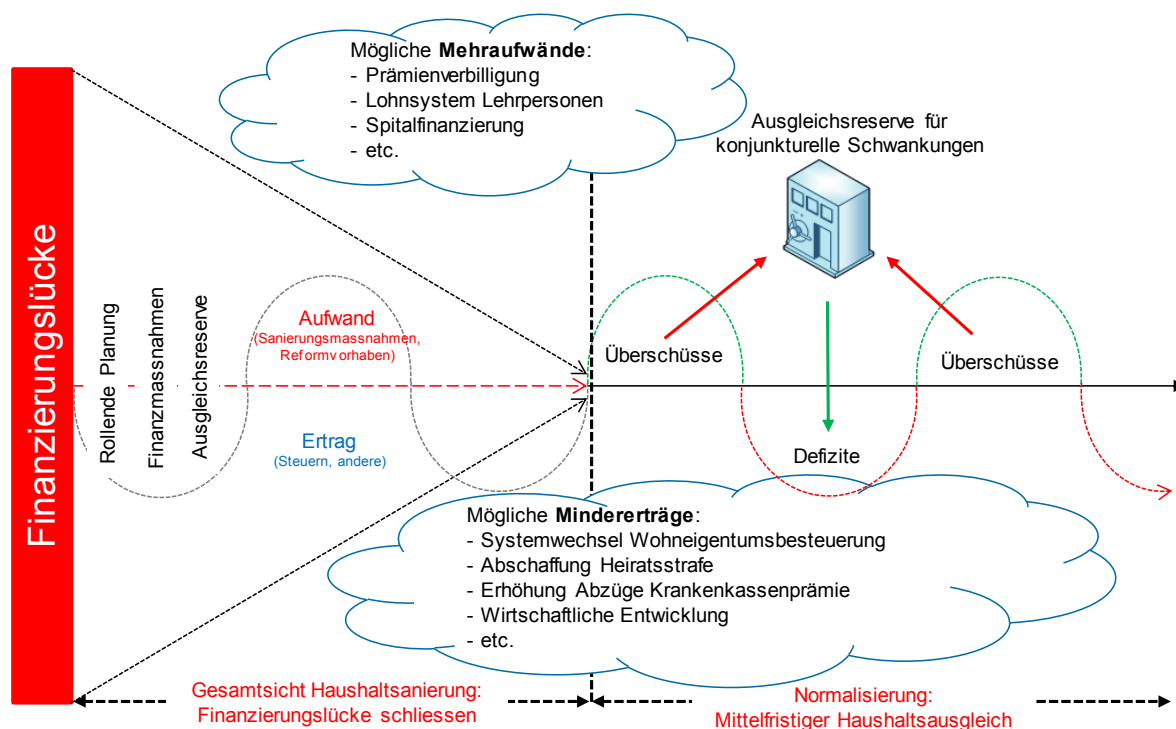 Mögliche Mehraufwände:
- Prämienverbilligung
- Lohnsystem Lehrpersonen
- Spitalfinanzierung
- etc.
Ausgleichsreserve für
konjunkturelle Schwankungen
Finanzierungslücke
Rollende Planung
Finanzmassnahmen
Ausgleichsreserve
Aufwand
(Sanierungsmassnahmen,
Reformvorhaben)
Ertrag
(Steuern, andere)
Überschüsse
Überschüsse
Defizite
Mögliche Mindererträge:
- Systemwechsel Wohneigentumsbesteuerung
- Abschaffung Heiratsstrafe
- Erhöhung Abzüge Krankenkassenprämie
- Wirtschaftliche Entwicklung
- etc.
Gesamtsicht Haushaltsanierung:
Finanzierungslücke schliessen
Normalisierung:
Mittelfristiger Haushaltsausgleich